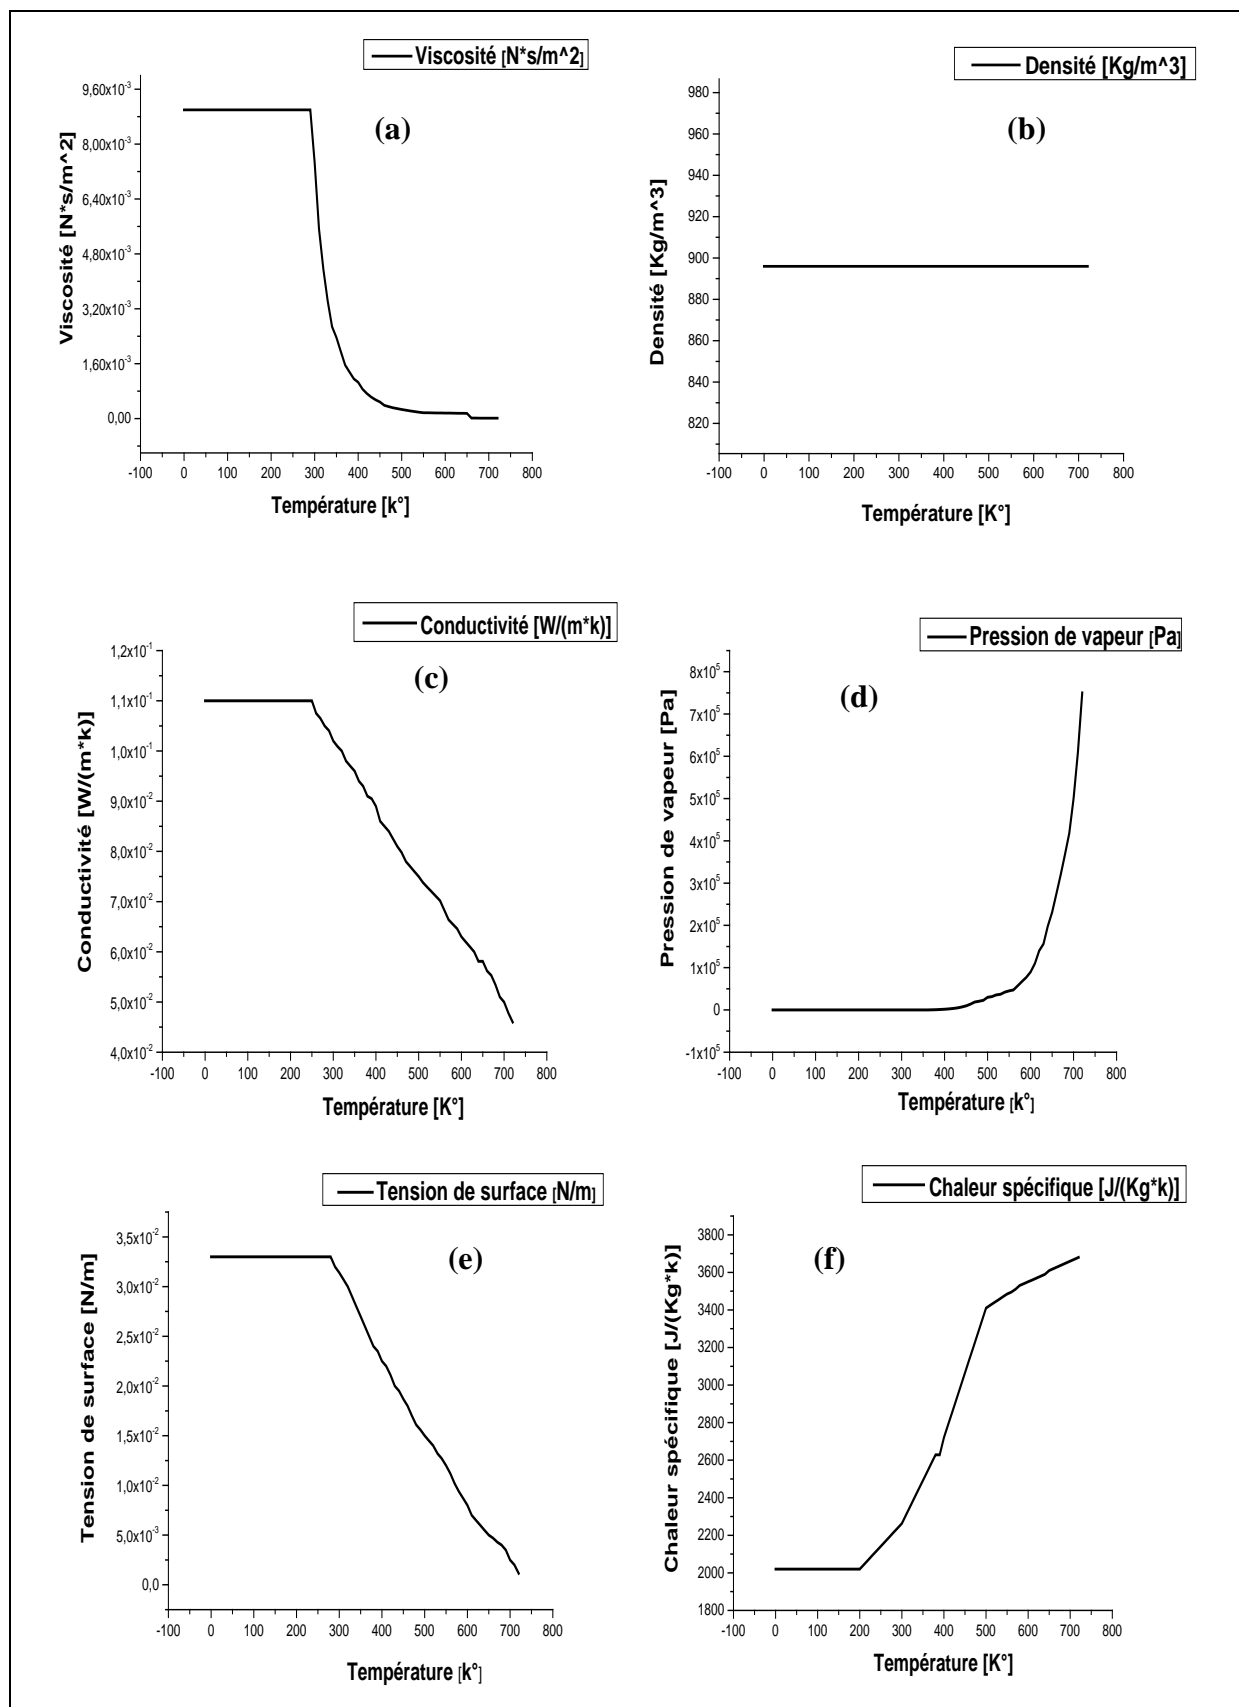 Viscosité [N*s/m^2]
(a)
Viscosité [N*s/m^2]
9,60x10^-3
8,00x10^-3
6,40x10^-3
4,80x10^-3
3,20x10^-3
1,60x10^-3
0,00
-100 0 100 200 300 400 500 600 700 800
Température [k°]
Densité [Kg/m^3]
(b)
Densité [Kg/m^3]
980
960
940
920
900
880
860
840
820
-100 0 100 200 300 400 500 600 700 800
Température [K°]
Conductivité [W/(m*k)]
(c)
Conductivité [W/(m*k)]
1,2x10^-1
1,1x10^-1
1,0x10^-1
9,0x10^-2
8,0x10^-2
7,0x10^-2
6,0x10^-2
5,0x10^-2
4,0x10^-2
-100 0 100 200 300 400 500 600 700 800
Température [K°]
Pression de vapeur [Pa]
(d)
Pression de vapeur [Pa]
8x10^5
7x10^5
6x10^5
5x10^5
4x10^5
3x10^5
2x10^5
1x10^5
0
-1x10^5
-100 0 100 200 300 400 500 600 700 800
Température [k°]
Tension de surface [N/m]
(e)
Tension de surface [N/m]
3,5x10^-2
3,0x10^-2
2,5x10^-2
2,0x10^-2
1,5x10^-2
1,0x10^-2
5,0x10^-3
0,0
-100 0 100 200 300 400 500 600 700 800
Température [k°]
Chaleur spécifique [J/(Kg*k)]
(f)
Chaleur spécifique [J/(Kg*k)]
3800
3600
3400
3200
3000
2800
2600
2400
2200
2000
1800
-100 0 100 200 300 400 500 600 700 800
Température [K°]